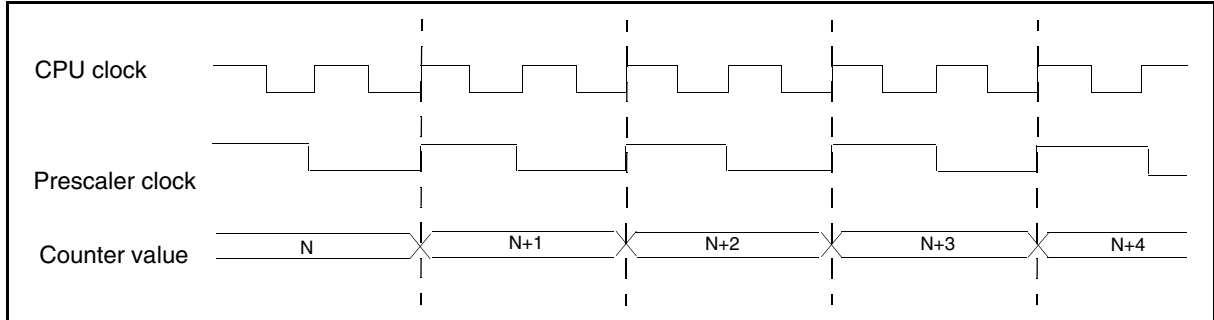 CPU clock
Prescaler clock
Counter value
N
N+1
N+2
N+3
N+4